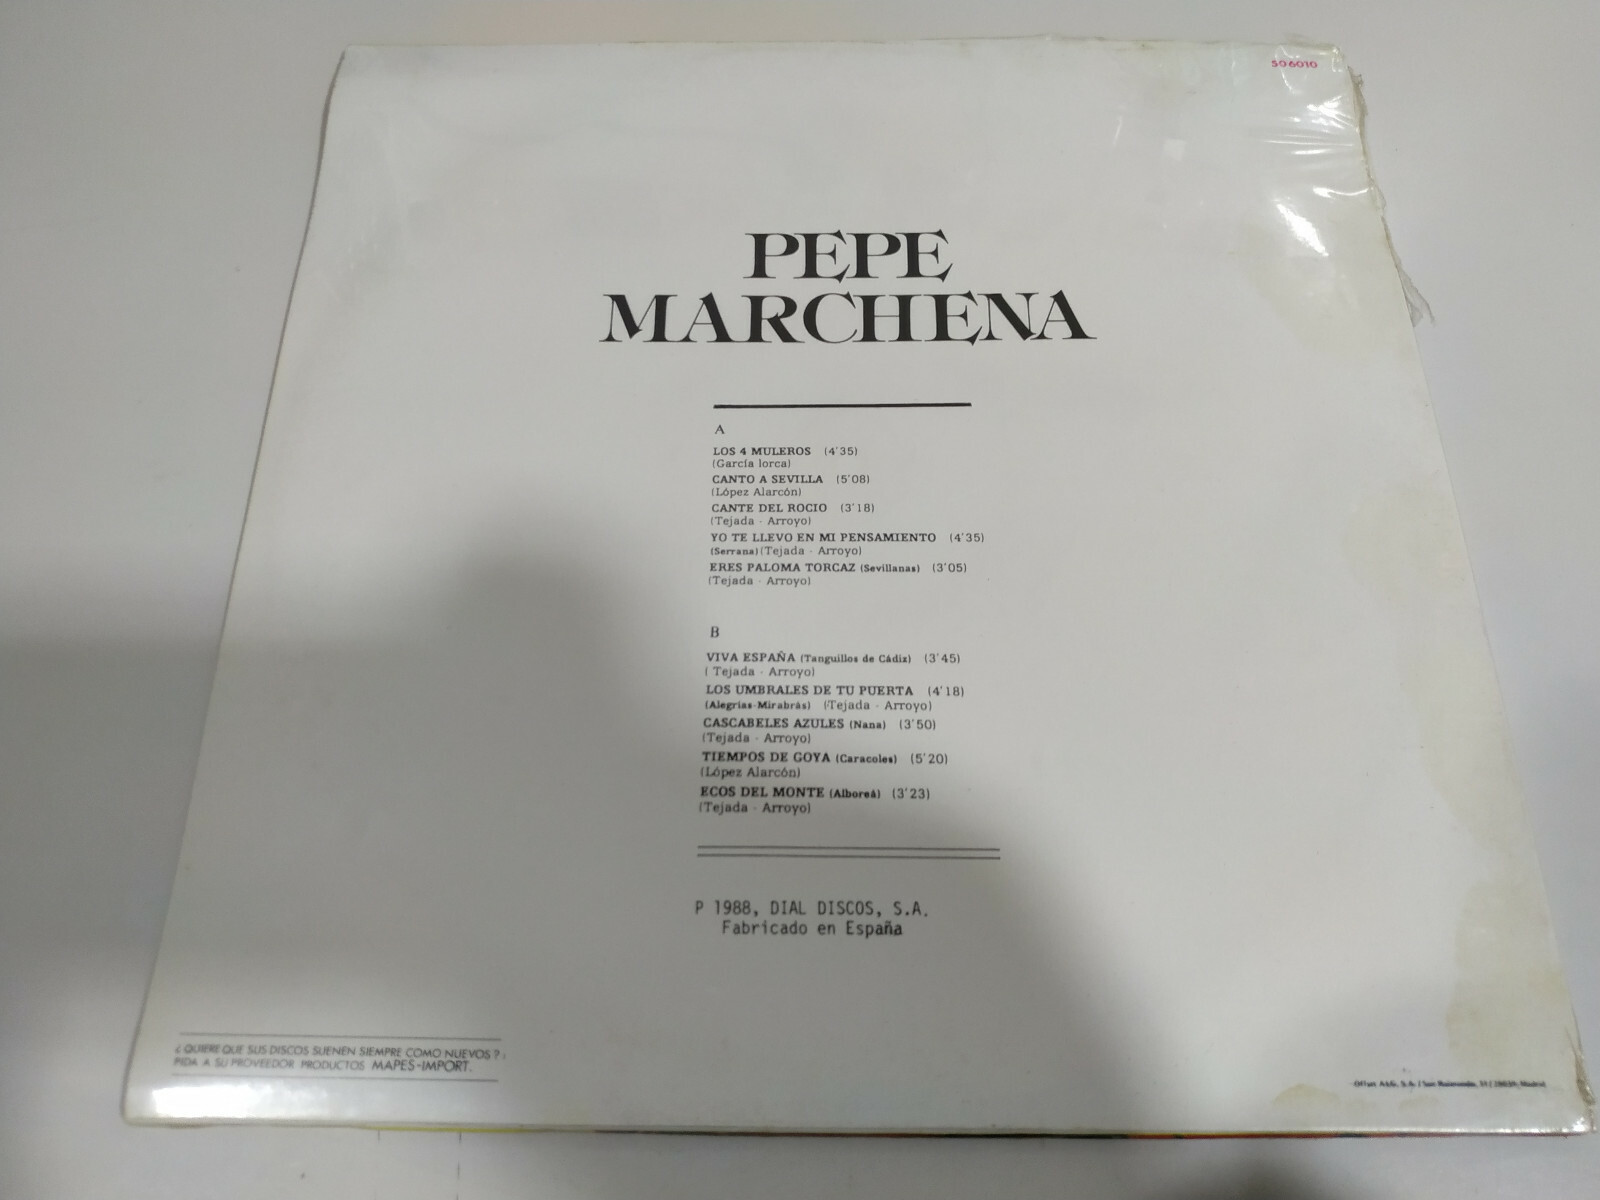 506010
PEPE
MARCHENA
A
LOS 4 MULEROS (4'35)
(García lorca)
CANTO A SEVILLA (5'08)
(López Alarcón)
CANTE DEL ROCIO (3'18)
(Tejada - Arroyo)
YO TE LLEVO EN MI PENSAMIENTO (4'35)
(Serrana) (Tejada - Arroyo)
ERES PALOMA TORCAZ (Sevillanas) (3'05)
(Tejada - Arroyo)
B
VIVA ESPAÑA (Tanguillos de Cádiz) (3'45)
( Tejada - Arroyo)
LOS UMBRALES DE TU PUERTA (4'18)
(Alegrías-Mirabrás) (Tejada - Arroyo)
CASCABELES AZULES (Nana) (3'50)
(Tejada - Arroyo)
TIEMPOS DE GOYA (Caracoles) (5'20)
(López Alarcón)
ECOS DEL MONTE (Alboreá) (3'23)
(Tejada - Arroyo)
P 1988, DIAL DISCOS, S.A.
Fabricado en España
¿QUIERE QUE SUS DISCOS SUENEN SIEMPRE COMO NUEVOS?
PIDA A SU PROVEEDOR PRODUCTOS MAPES-IMPORT.
Offset A&G, S.A. / San Raimundo, Madrid